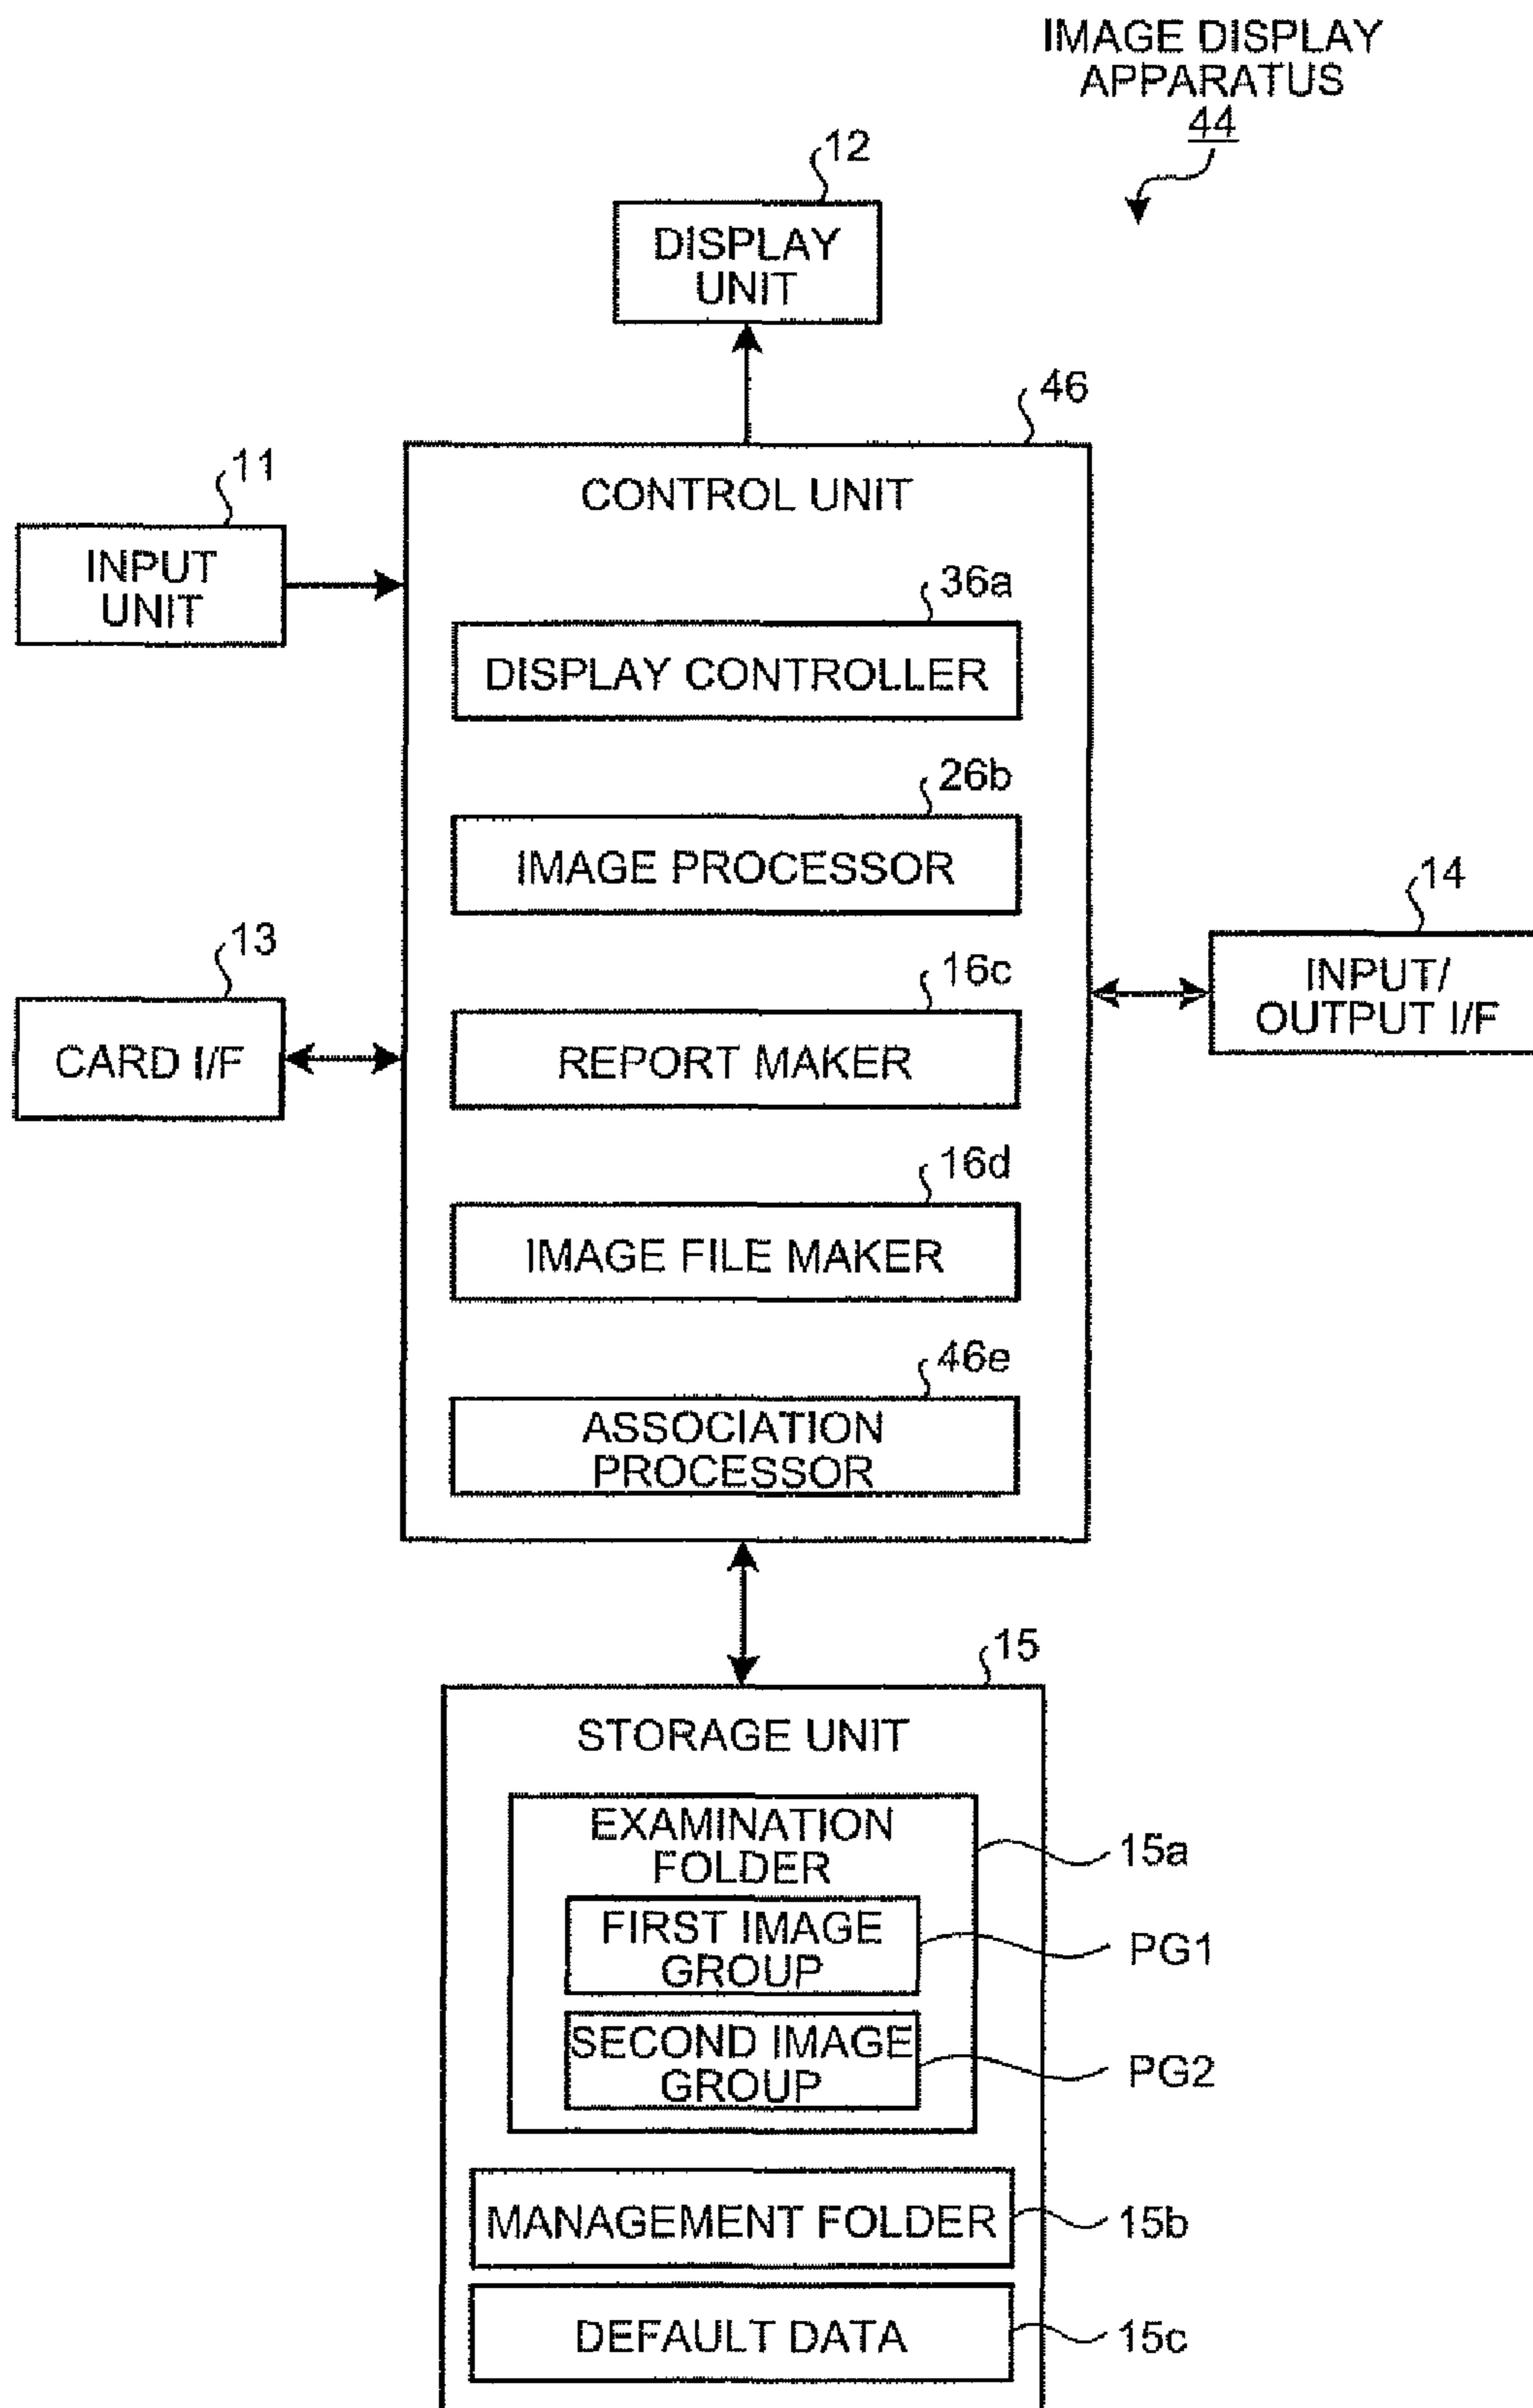 IMAGE DISPLAY
APPARATUS
44
12
DISPLAY
UNIT
46
CONTROL UNIT
11
INPUT
UNIT
36a
DISPLAY CONTROLLER
26b
IMAGE PROCESSOR
14
INPUT/
OUTPUT I/F
13
CARD I/F
16c
REPORT MAKER
16d
IMAGE FILE MAKER
46e
ASSOCIATION
PROCESSOR
15
STORAGE UNIT
EXAMINATION
FOLDER
15a
FIRST IMAGE
GROUP
PG1
SECOND IMAGE
GROUP
PG2
MANAGEMENT FOLDER
15b
DEFAULT DATA
15c